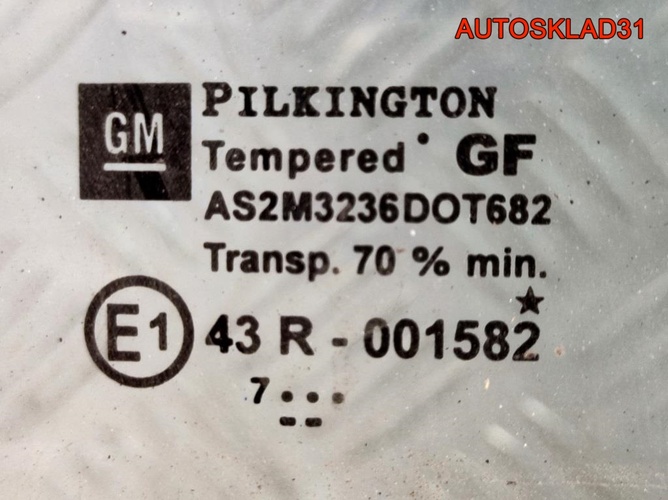 AUTOSKLAD31
GM
PILKINGTON
Tempered • GF
AS2M3236DOT682
Transp. 70 % min.
E1 43 R - 001582
7...